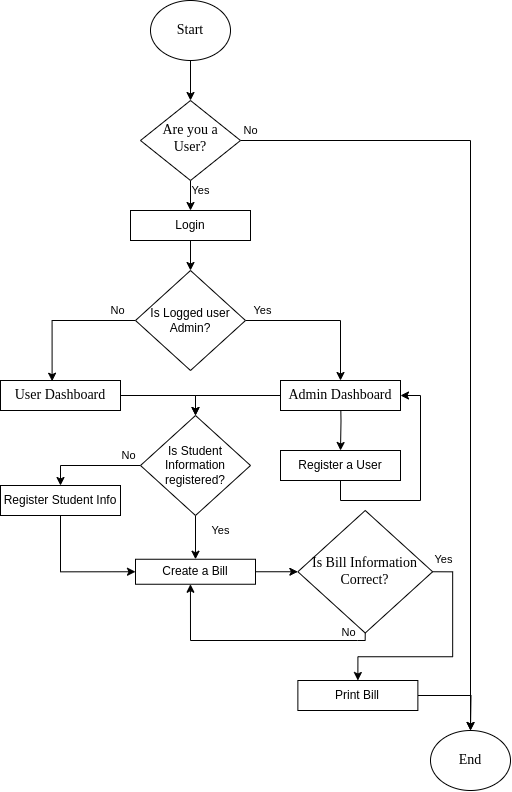 Start
Are you a
User?
No
Yes
Login
Is Logged user
Admin?
No
Yes
User Dashboard
Admin Dashboard
Is Student
Information
registered?
No
Register a User
Register Student Info
Yes
Create a Bill
Is Bill Information
Correct?
Yes
No
Print Bill
End